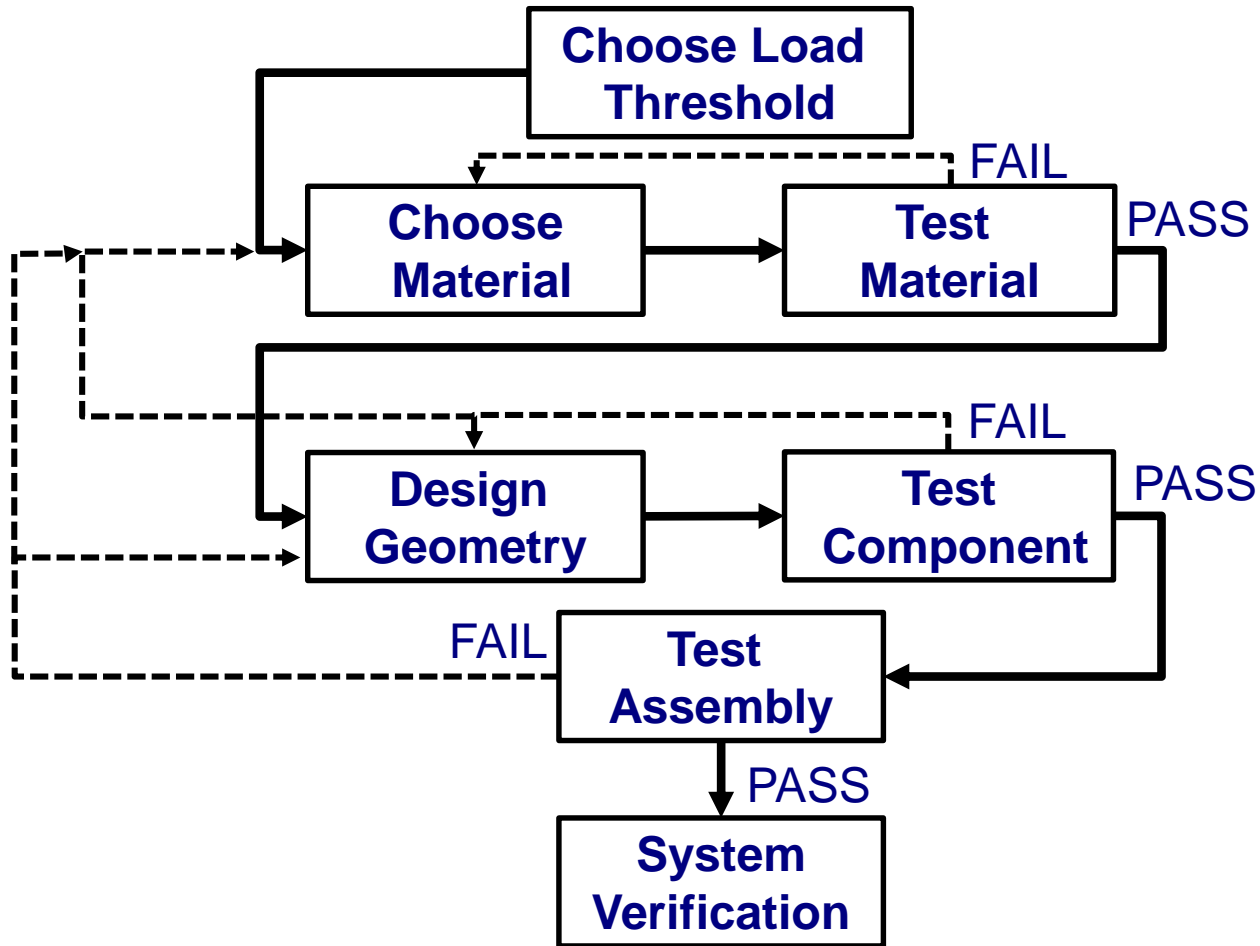 Choose Load
Threshold
FAIL
Choose
Material
Test
Material
PASS
FAIL
Design
Geometry
Test
Component
PASS
FAIL
Test
Assembly
PASS
System
Verification